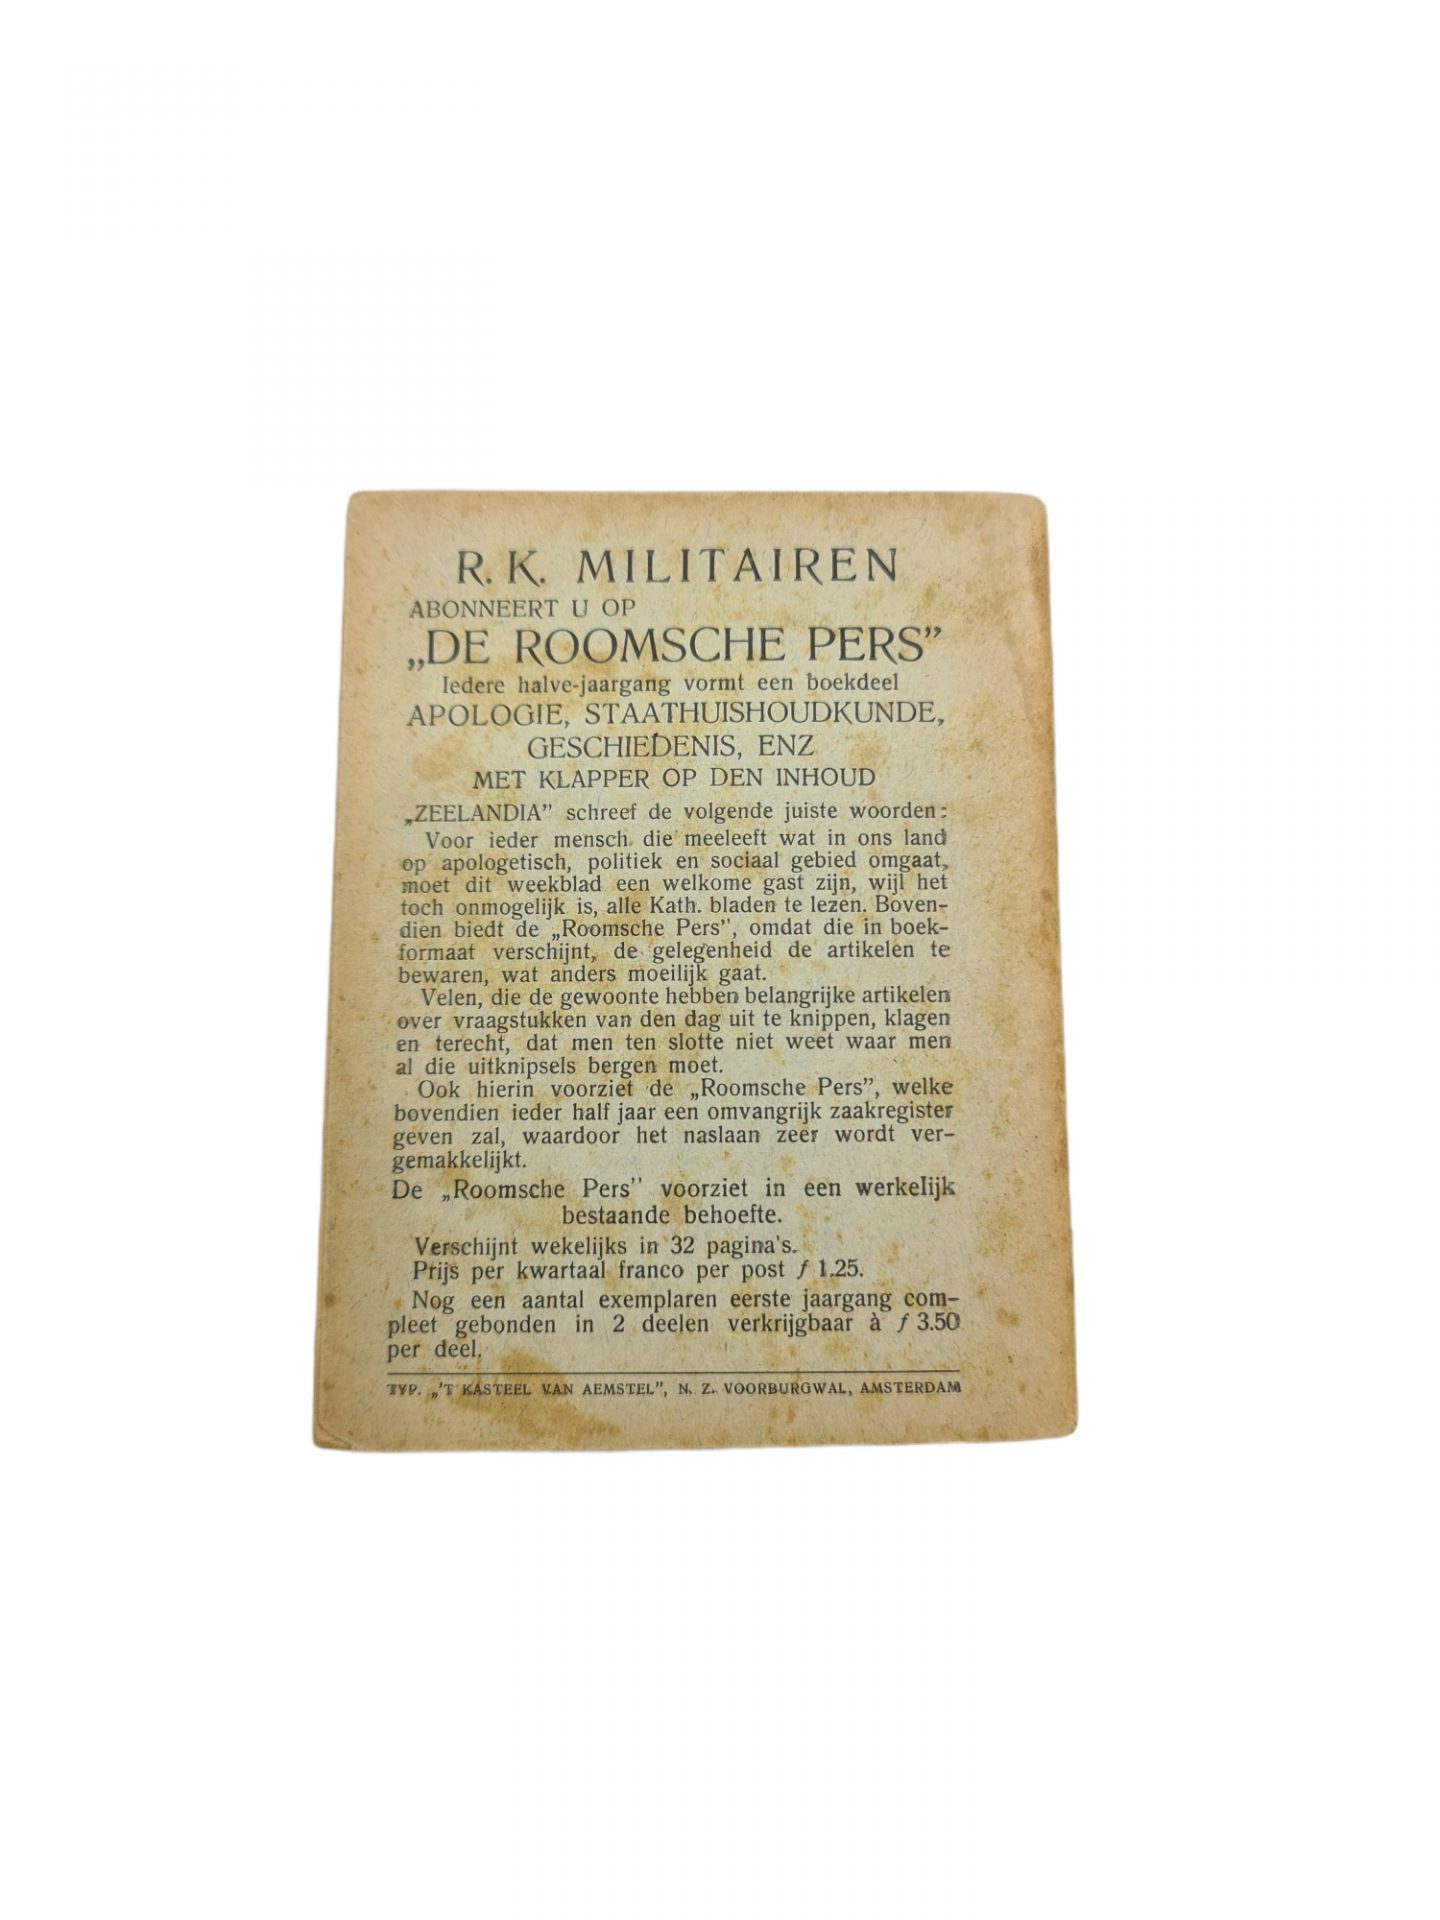 R. K. MILITAIREN
ABONNEERT U OP
„DE ROOMSCHE PERS”
Iedere halve-jaargang vormt een boekdeel
APOLOGIE, STAATHUISHOUDKUNDE,
GESCHIEDENIS, ENZ
MET KLAPPER OP DEN INHOUD
„ZEELANDIA” schreef de volgende juiste woorden:
Voor ieder mensch die meeleeft wat in ons land
op apologetisch, politiek en sociaal gebied omgaat,
moet dit weekblad een welkome gast zijn, wijl het
toch onmogelijk is, alle Kath. bladen te lezen. Boven-
dien biedt de „Roomsche Pers”, omdat die in boek-
formaat verschijnt, de gelegenheid de artikelen te
bewaren, wat anders moeilijk gaat.
Velen, die de gewoonte hebben belangrijke artikelen
over vraagstukken van den dag uit te knippen, klagen
en terecht, dat men ten slotte niet weet waar men
al die uitknipsels bergen moet.
Ook hierin voorziet de „Roomsche Pers”, welke
bovendien ieder half jaar een omvangrijk zaakregister
geven zal, waardoor het naslaan zeer wordt ver-
gemakkelijkt.
De „Roomsche Pers” voorziet in een werkelijk
bestaande behoefte.
Verschijnt wekelijks in 32 pagina's.
Prijs per kwartaal franco per post f 1.25.
Nog een aantal exemplaren eerste jaargang com-
pleet gebonden in 2 deelen verkrijgbaar à f 3.50
per deel.
TYP. „'T KASTEEL VAN AEMSTEL”, N. Z. VOORBURGWAL, AMSTERDAM